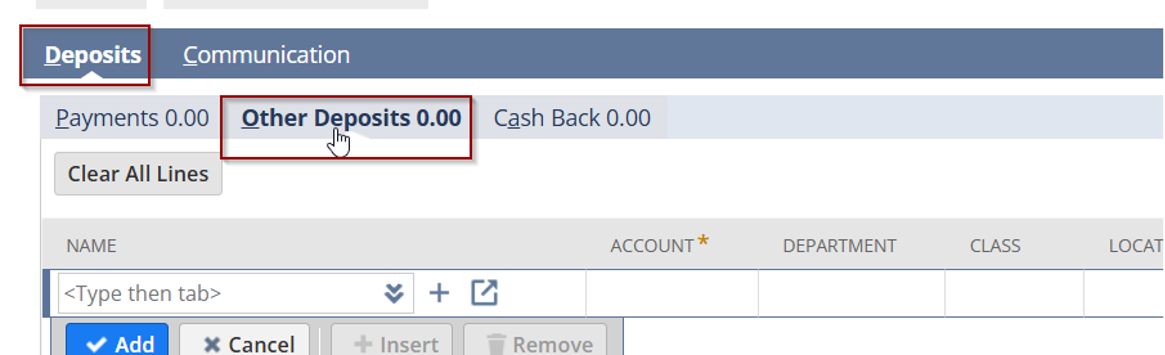 Deposits Communication
Payments 0.00 Other Deposits 0.00 Cash Back 0.00
Clear All Lines
NAME ACCOUNT* DEPARTMENT CLASS LOCAT
<Type then tab>
Add Cancel Insert Remove